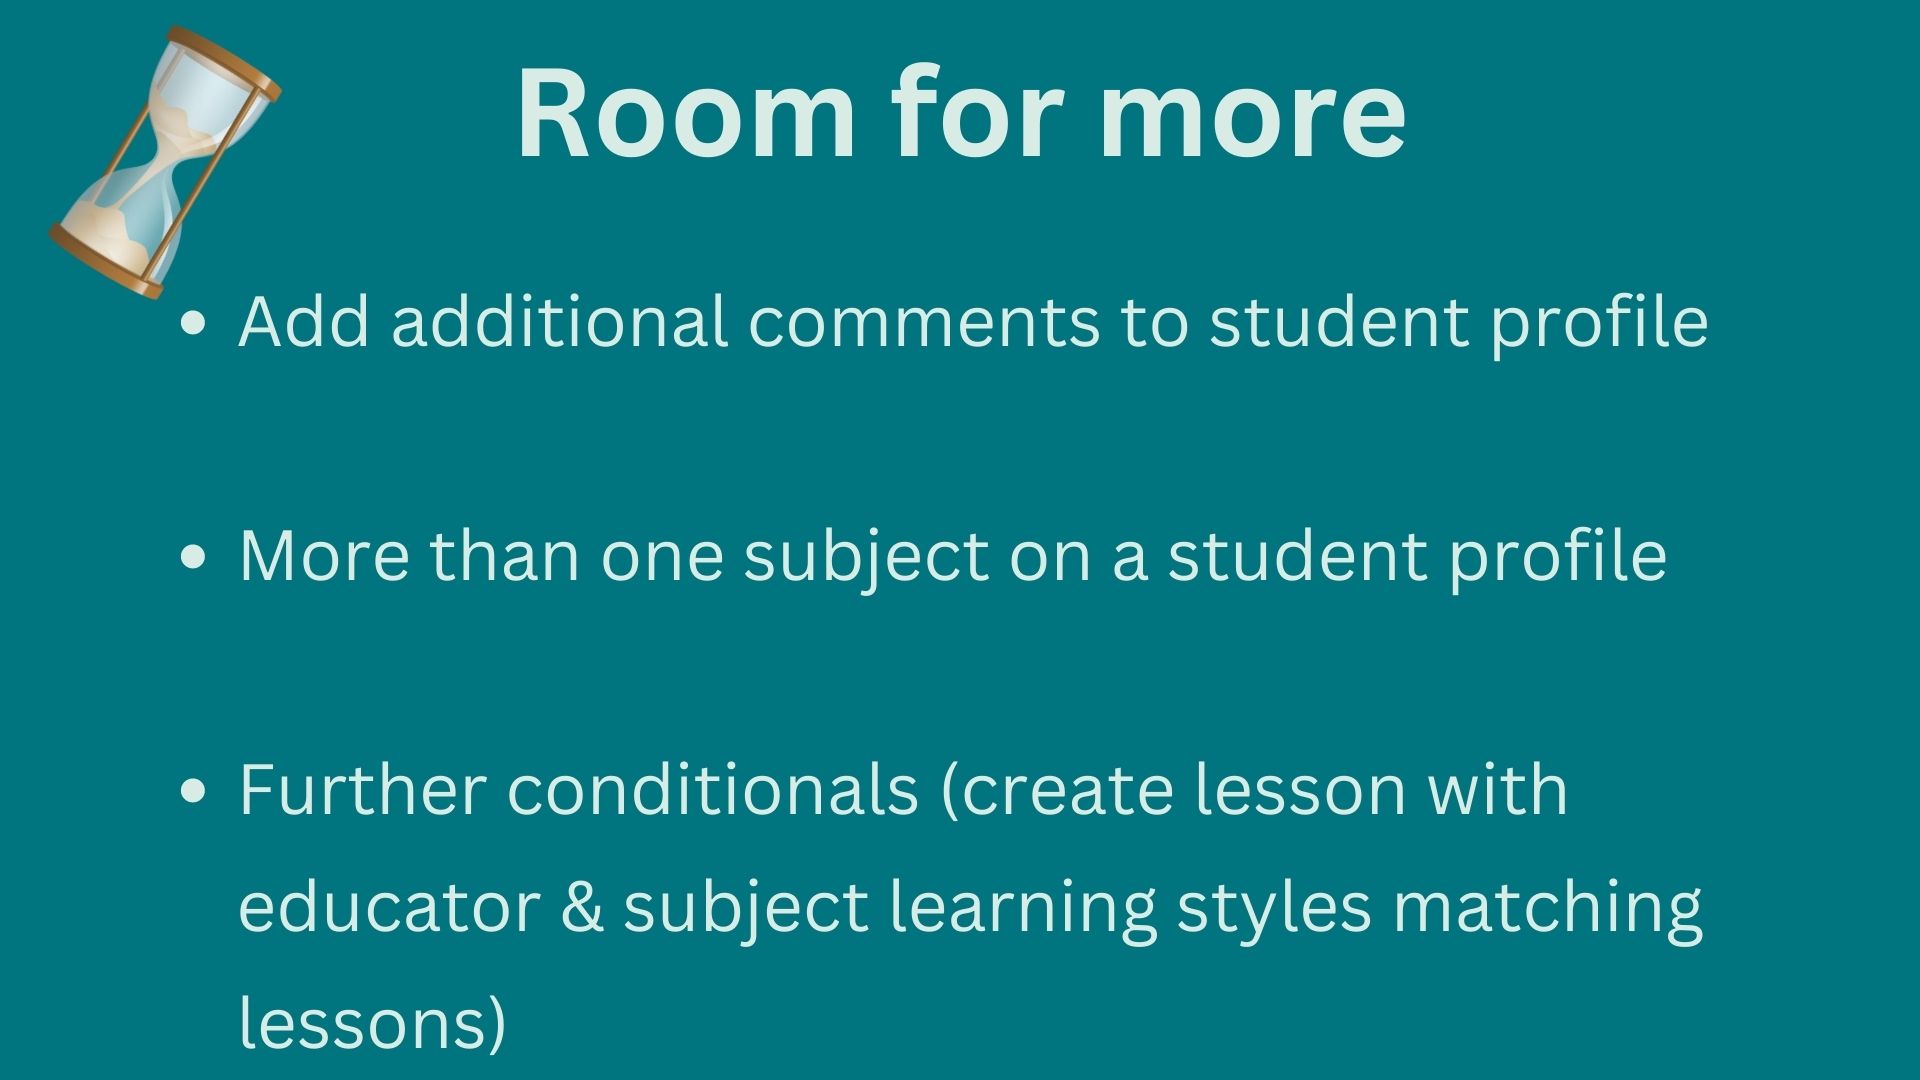 Room for more
• Add additional comments to student profile
• More than one subject on a student profile
• Further conditionals (create lesson with
educator & subject learning styles matching
lessons)